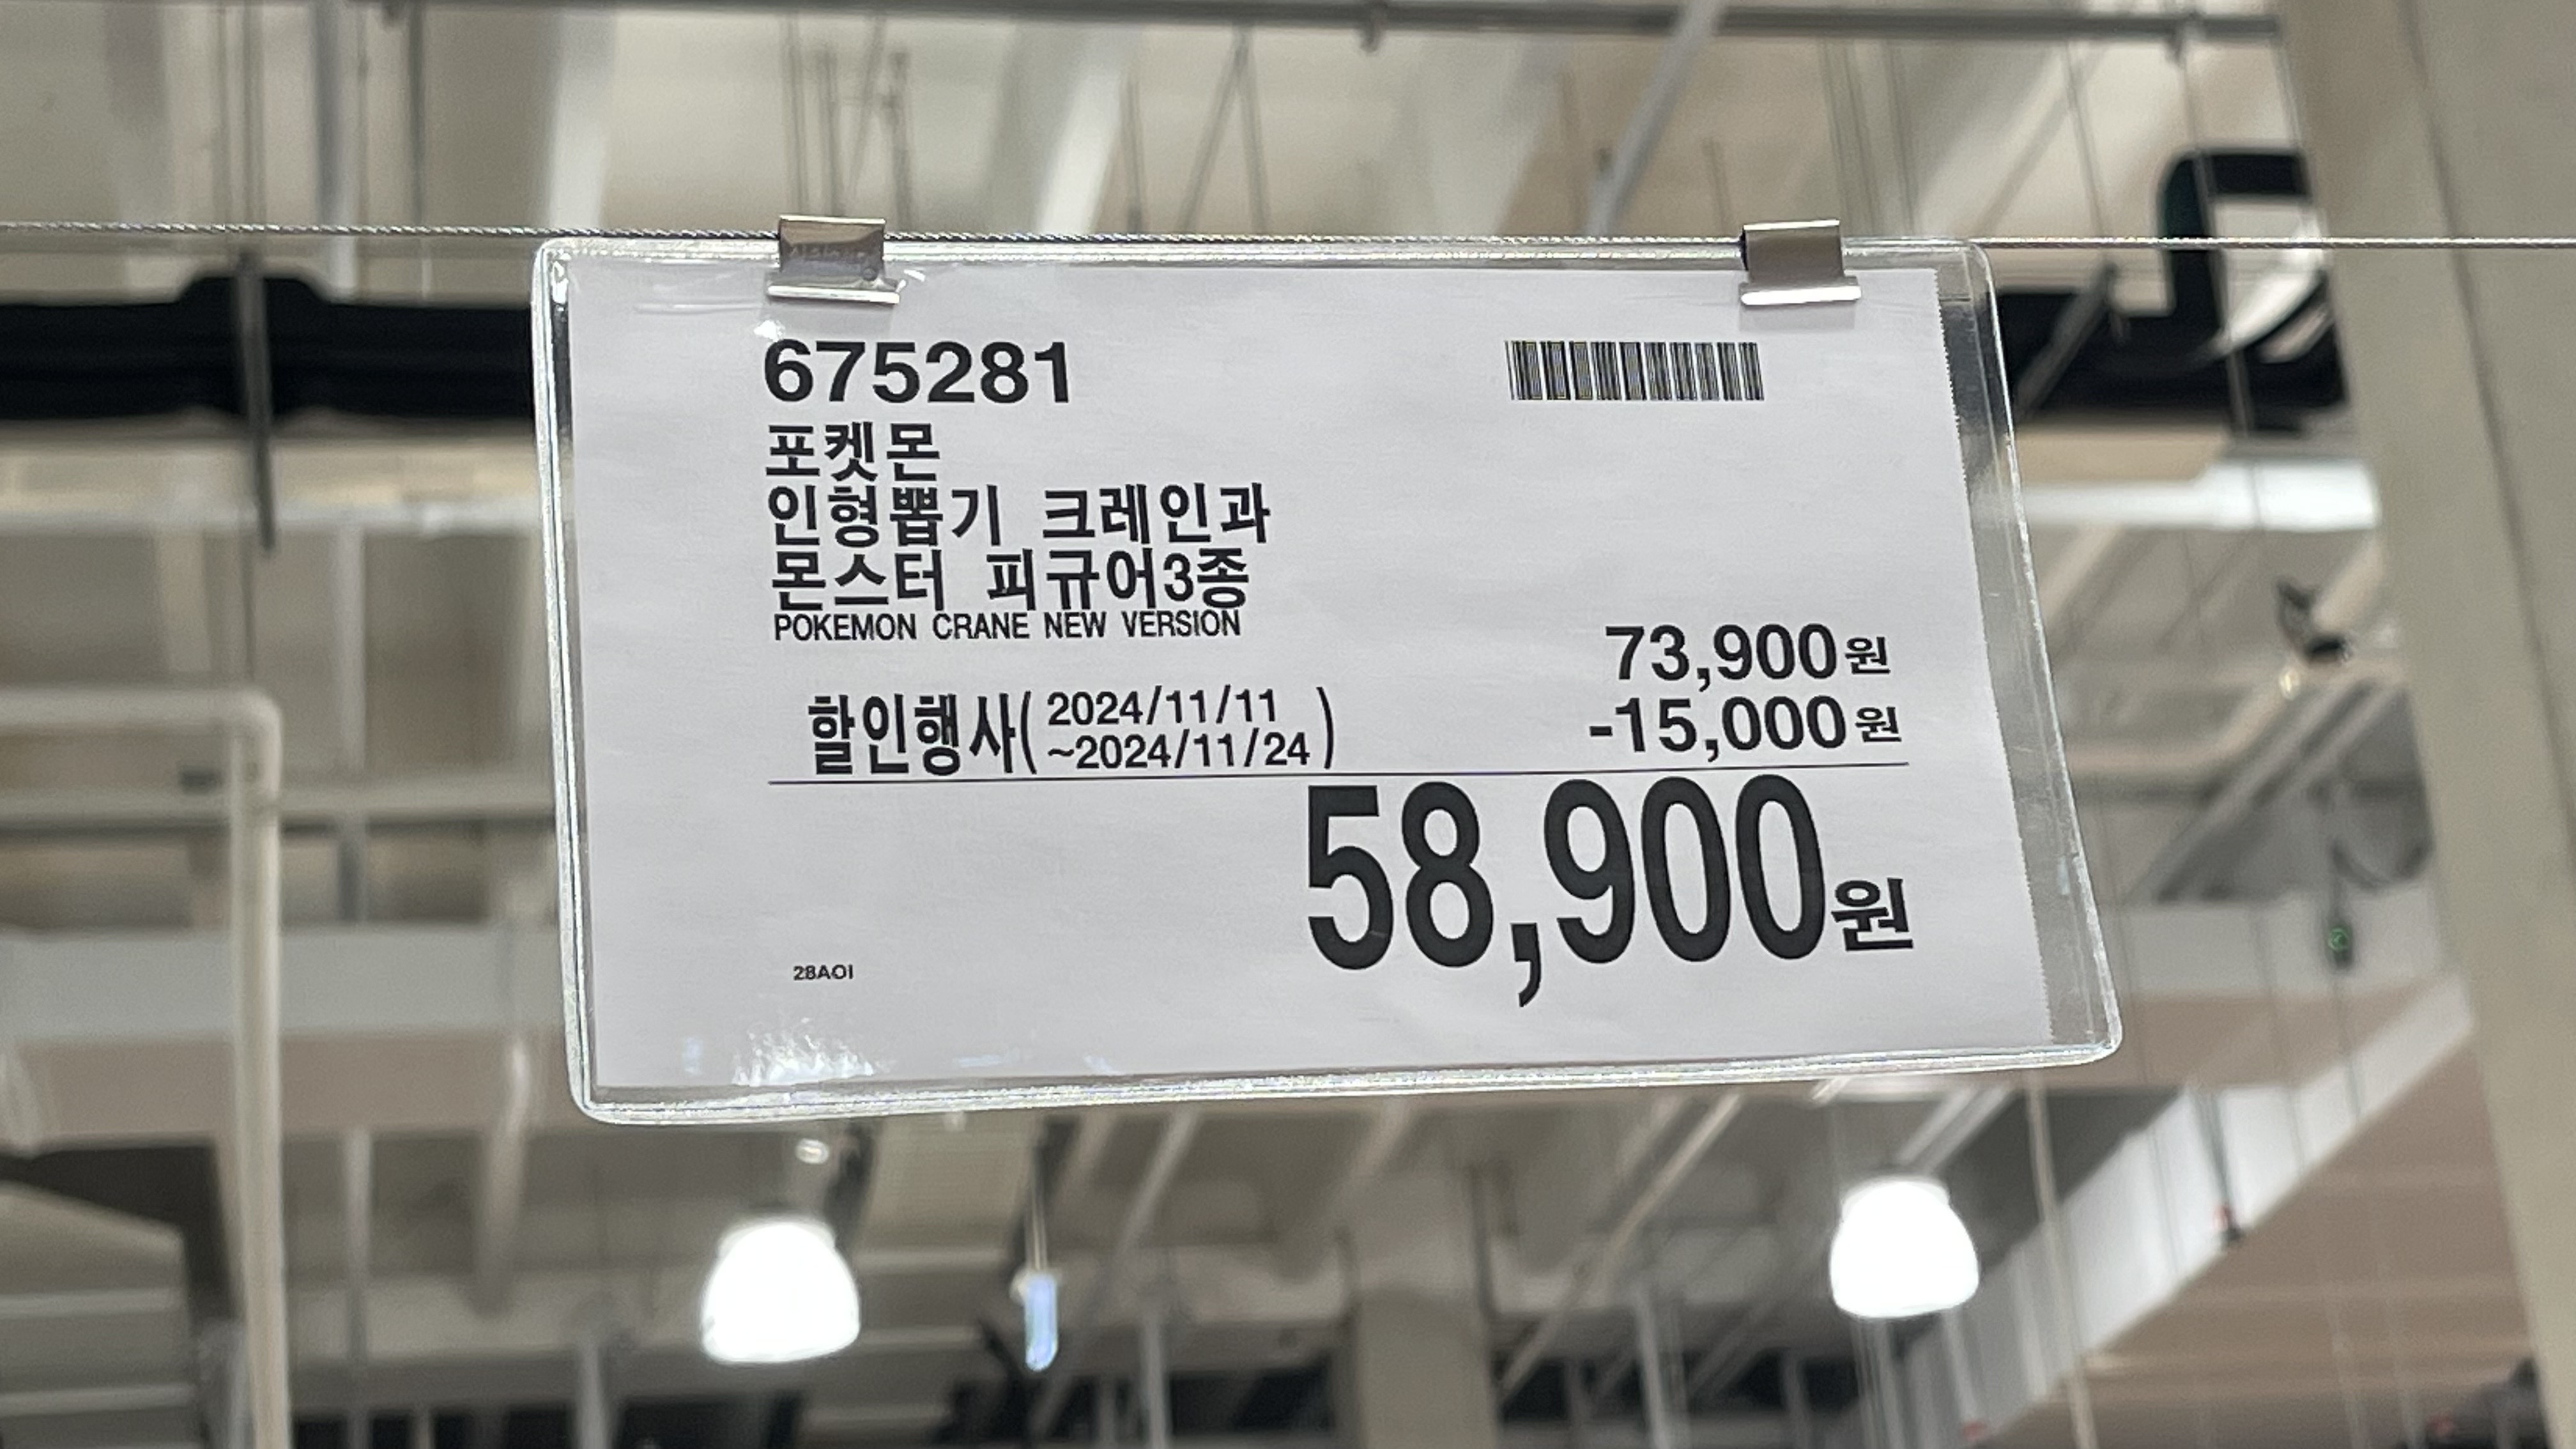 675281
포켓몬
인형뽑기 크레인과
몬스터 피규어3종
POKEMON CRANE NEW VERSION
73,900원
할인행사( 2024/11/11
~2024/11/24 )
-15,000원
58,900원
28AOI